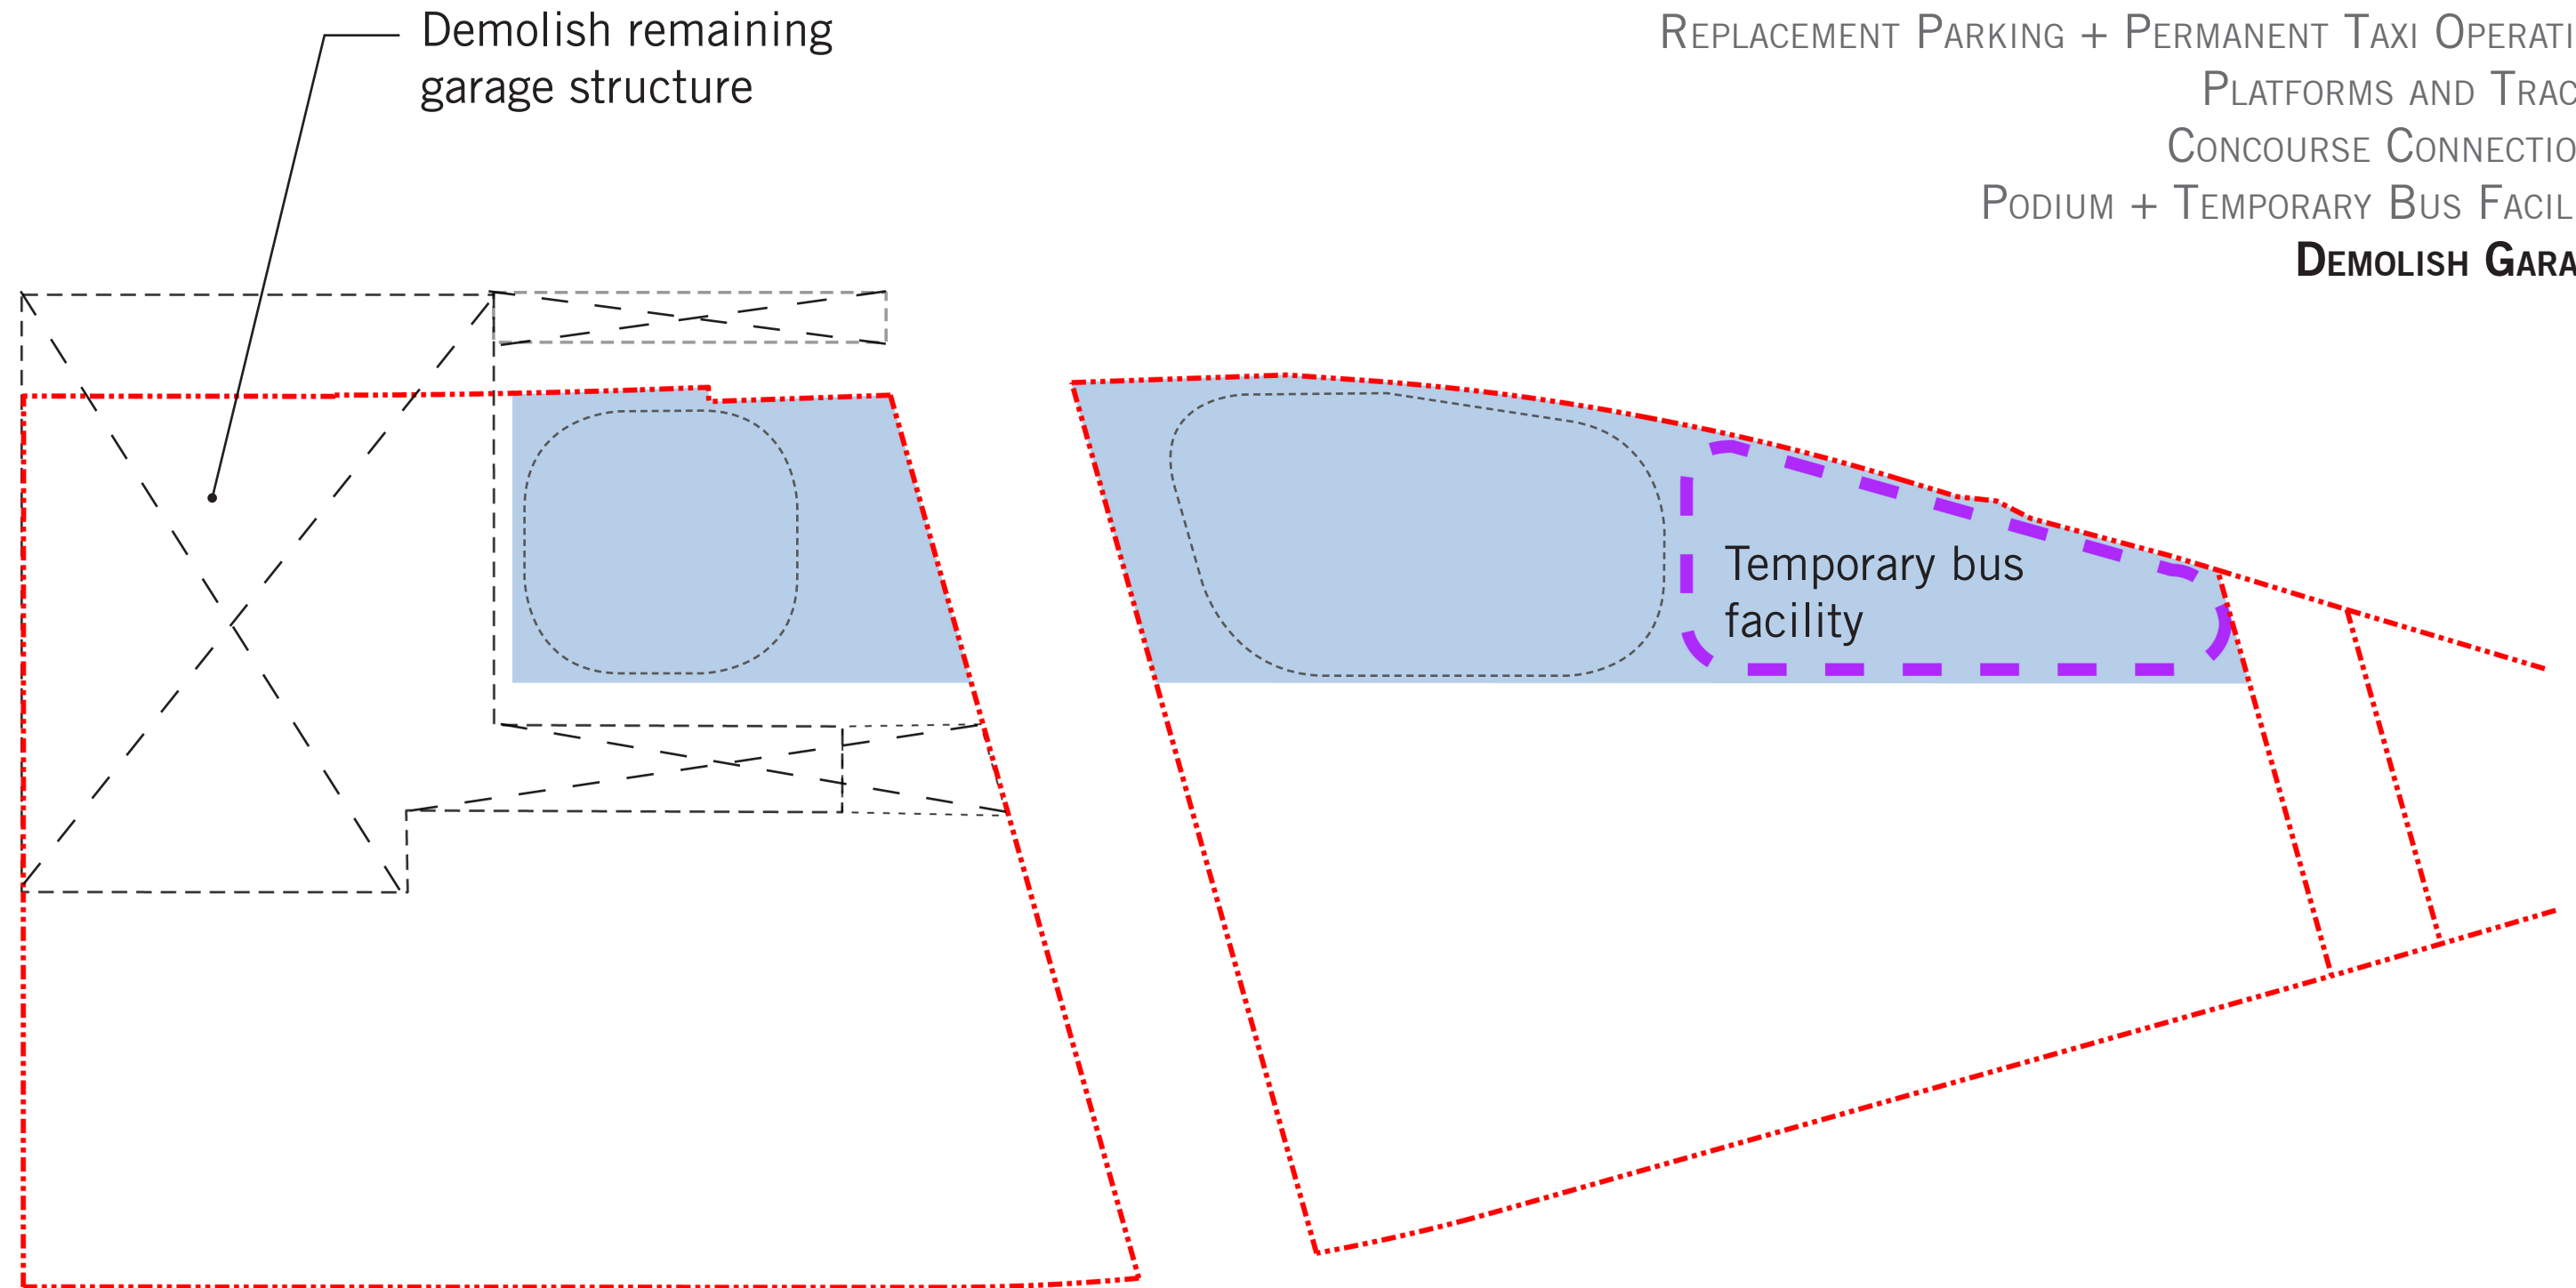 Demolish remaining
garage structure
Replacement Parking + Permanent Taxi Operati
Platforms and Trac
Concourse Connectio
Podium + Temporary Bus Facil
Demolish Gara
Temporary bus
facility